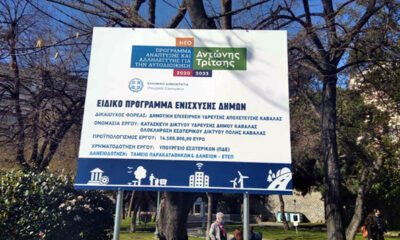 ΝΕΟ
ΠΡΟΓΡΑΜΜΑ
ΑΝΑΠΤΥΞΗΣ ΚΑΙ
ΑΛΛΗΛΕΓΓΥΗΣ ΓΙΑ
ΤΗΝ ΑΥΤΟΔΙΟΙΚΗΣΗ
Αντώνης
Τρίτσης
2020 2023
ΕΛΛΗΝΙΚΗ ΔΗΜΟΚΡΑΤΙΑ
Υπουργείο Εσωτερικών
ΕΙΔΙΚΟ ΠΡΟΓΡΑΜΜΑ ΕΝΙΣΧΥΣΗΣ ΔΗΜΩΝ
ΔΙΚΑΙΟΥΧΟΣ ΦΟΡΕΑΣ: ΔΗΜΟΤΙΚΗ ΕΠΙΧΕΙΡΗΣΗ ΥΔΡΕΥΣΗΣ ΑΠΟΧΕΤΕΥΣΗΣ ΚΑΒΑΛΑΣ
ΟΝΟΜΑΣΙΑ ΕΡΓΟΥ: ΚΑΤΑΣΚΕΥΗ ΔΙΚΤΥΟΥ ΥΔΡΕΥΣΗΣ ΔΗΜΟΥ ΚΑΒΑΛΑΣ
ΟΛΟΚΛΗΡΩΣΗ ΕΣΩΤΕΡΙΚΟΥ ΔΙΚΤΥΟΥ ΠΟΛΗΣ ΚΑΒΑΛΑΣ
ΠΡΟΫΠΟΛΟΓΙΣΜΟΣ ΕΡΓΟΥ: 14.500.000,00 ΕΥΡΩ
ΧΡΗΜΑΤΟΔΟΤΗΣΗ ΕΡΓΟΥ: ΥΠΟΥΡΓΕΙΟ ΕΣΩΤΕΡΙΚΩΝ (ΠΔΕ)
ΔΑΝΕΙΟΔΟΤΗΣΗ: ΤΑΜΕΙΟ ΠΑΡΑΚΑΤΑΘΗΚΩΝ & ΔΑΝΕΙΩΝ - ΕΤΕΠ